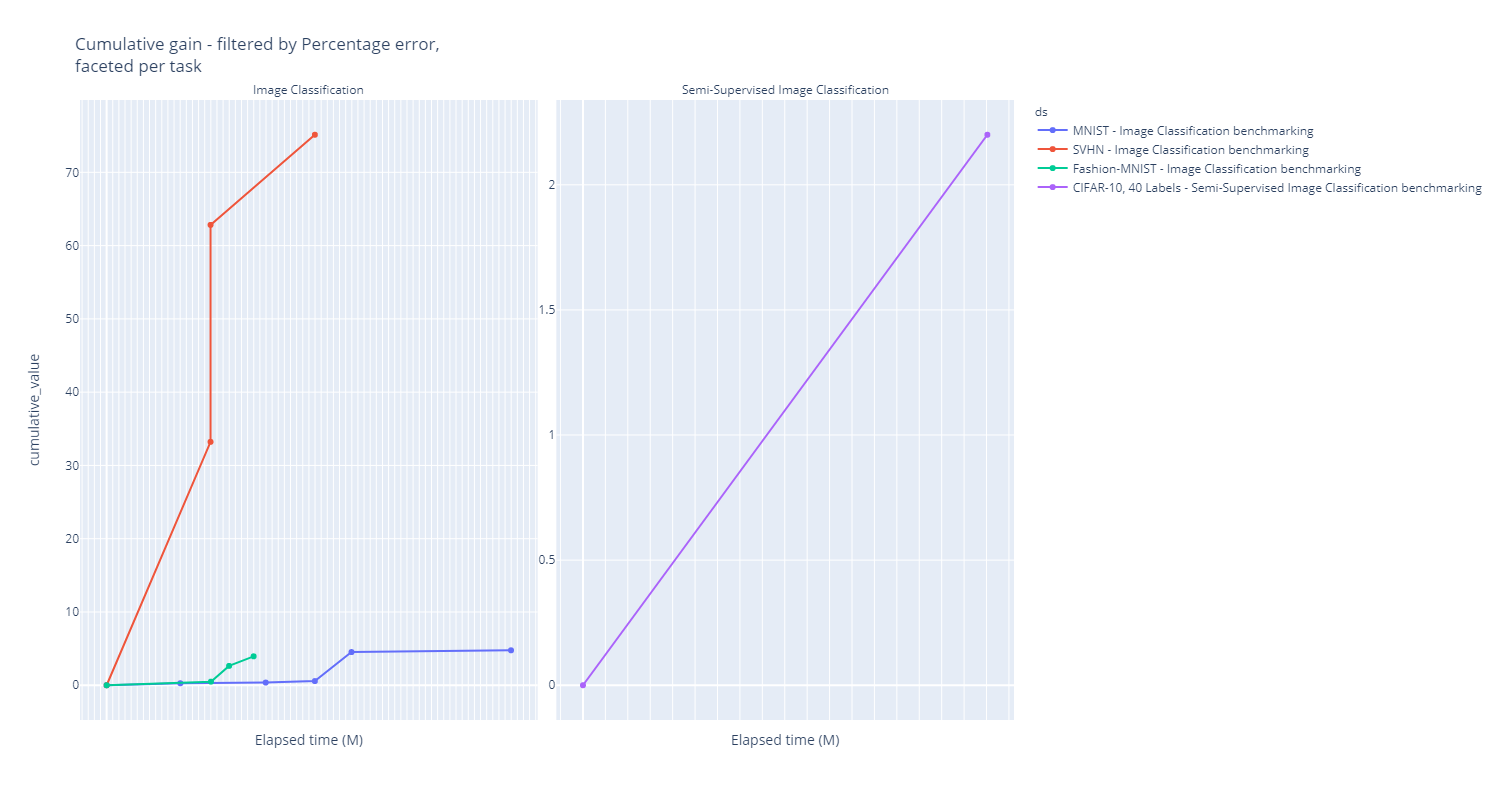 Cumulative gain - filtered by Percentage error,
faceted per task
Image Classification
Semi-Supervised Image Classification
cumulative_value
70
60
50
40
30
20
10
0
2
1.5
1
0.5
0
Elapsed time (M)
Elapsed time (M)
ds
MNIST - Image Classification benchmarking
SVHN - Image Classification benchmarking
Fashion-MNIST - Image Classification benchmarking
CIFAR-10, 40 Labels - Semi-Supervised Image Classification benchmarking